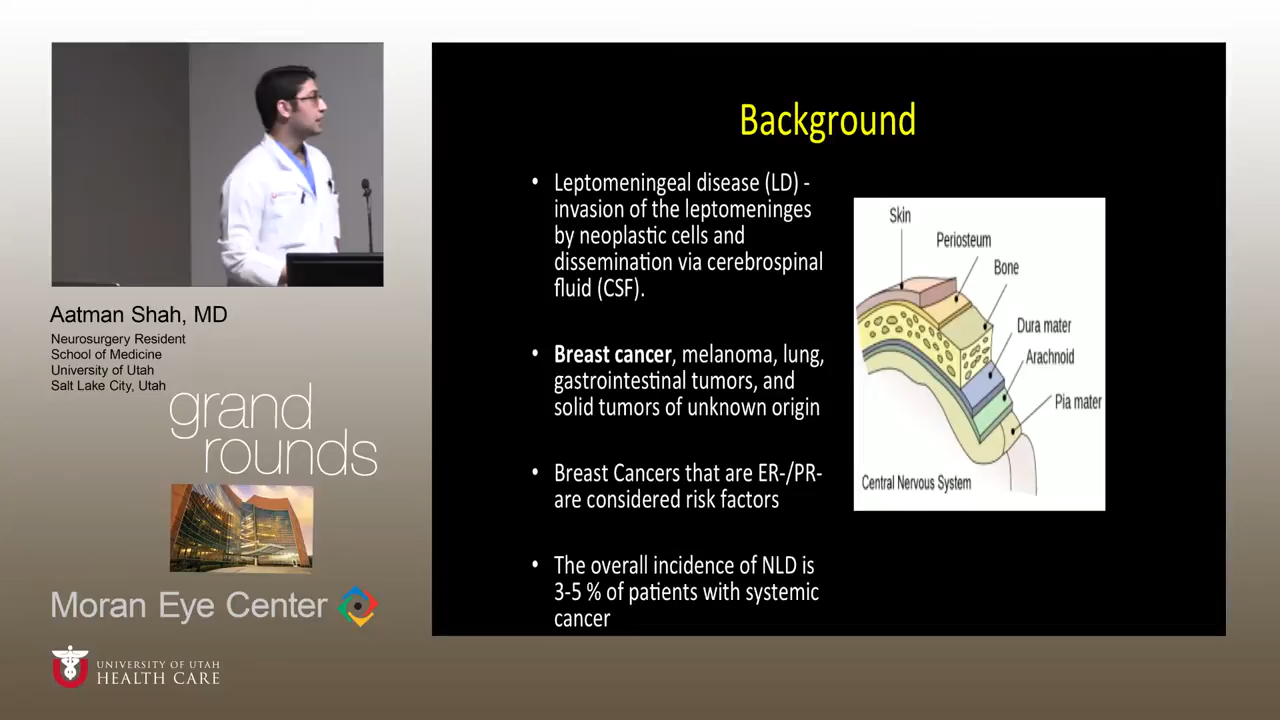 Background
• Leptomeningeal disease (LD) -
invasion of the leptomeninges
by neoplastic cells and
dissemination via cerebrospinal
fluid (CSF).
• Breast cancer, melanoma, lung,
gastrointestinal tumors, and
solid tumors of unknown origin
• Breast Cancers that are ER-/PR-
are considered risk factors
• The overall incidence of NLD is
3-5 % of patients with systemic
cancer
Skin
Periosteum
Bone
Dura mater
Arachnoid
Pia mater
Central Nervous System
Aatman Shah, MD
Neurosurgery Resident
School of Medicine
University of Utah
Salt Lake City, Utah
grand
rounds
Moran Eye Center
UNIVERSITY OF UTAH
HEALTH CARE